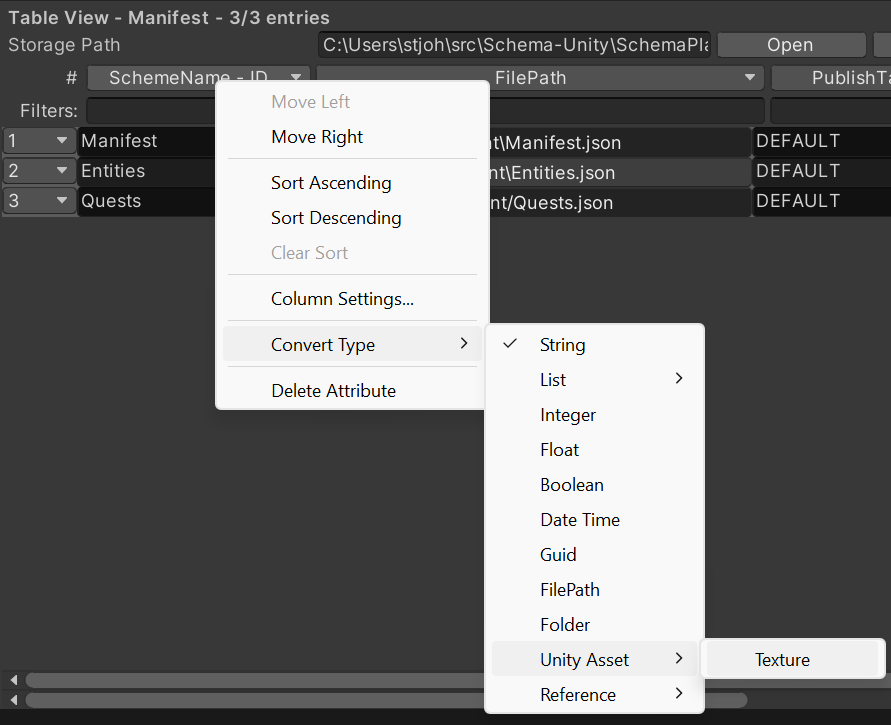 Table View - Manifest - 3/3 entries
Storage Path C:\Users\stjoh\src\Schema-Unity\SchemaPla Open
# SchemeName - ID FilePath PublishTa
Filters:
1 Manifest nt\Manifest.json DEFAULT
2 Entities nt\Entities.json DEFAULT
3 Quests nt/Quests.json DEFAULT
Move Left
Move Right
Sort Ascending
Sort Descending
Clear Sort
Column Settings...
Convert Type
Delete Attribute
String
List
Integer
Float
Boolean
Date Time
Guid
FilePath
Folder
Unity Asset
Reference
Texture